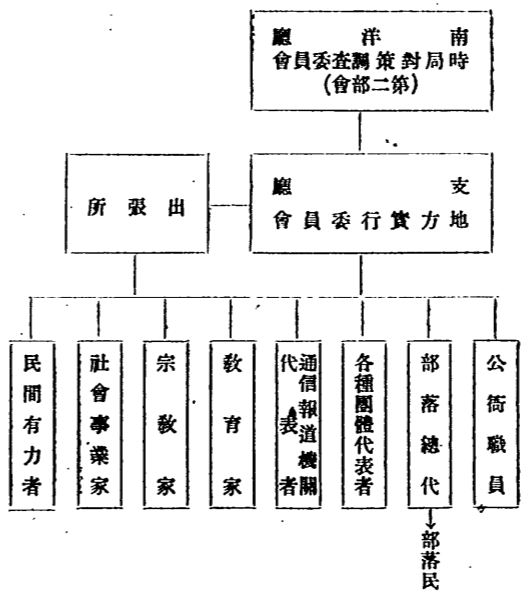 南洋廳
時局對策調査委員會
(第二部會)
支廳
地方實行委員會
出張所
公衙職員
部落總代
部落民
各種團體代表者
通信報道機關
代表者
敎育家
宗敎家
社會事業家
民間有力者